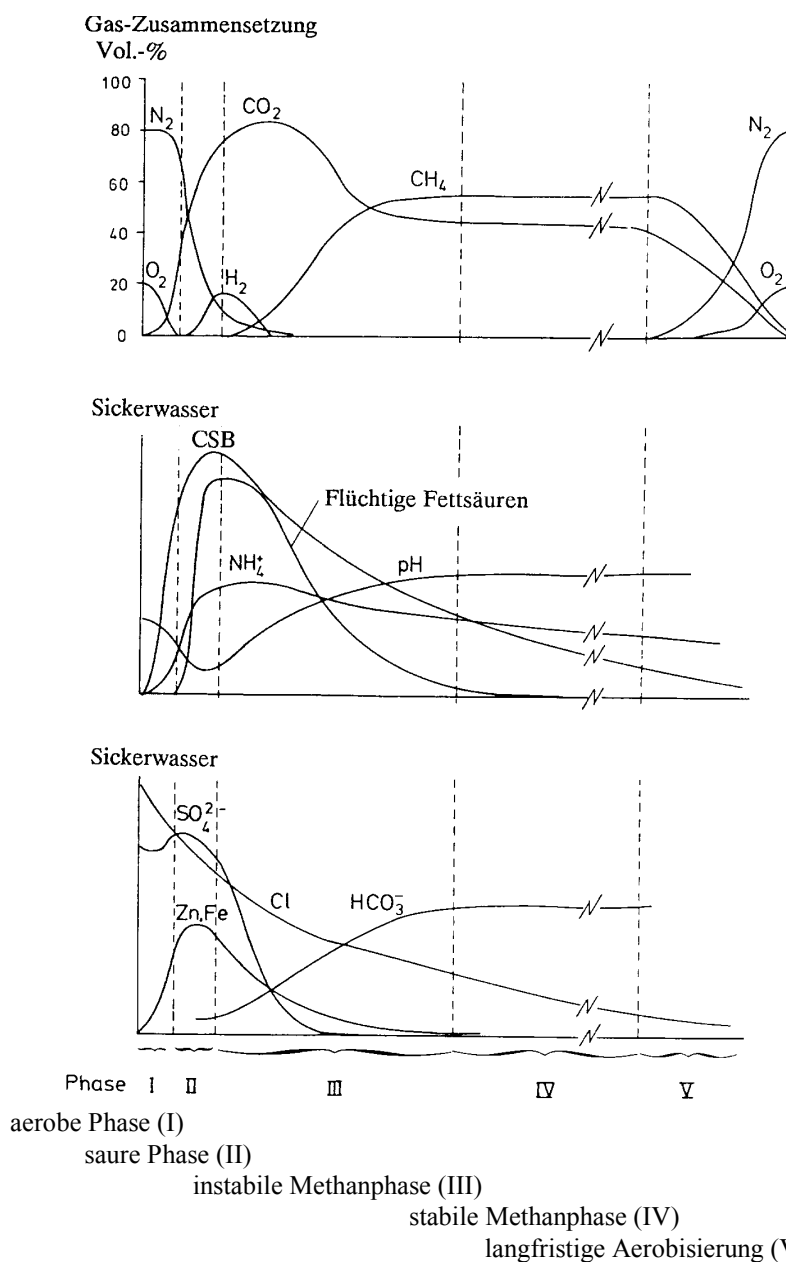 Gas-Zusammensetzung
Vol.-%
100
80
60
40
20
0
N₂
CO₂
CH₄
N₂
O₂
H₂
O₂
Sickerwasser
CSB
Flüchtige Fettsäuren
NH₄⁺
pH
Sickerwasser
SO₄²⁻
Cl
HCO₃⁻
Zn,Fe
Phase I II III IV V
aerobe Phase (I)
saure Phase (II)
instabile Methanphase (III)
stabile Methanphase (IV)
langfristige Aerobisierung (V